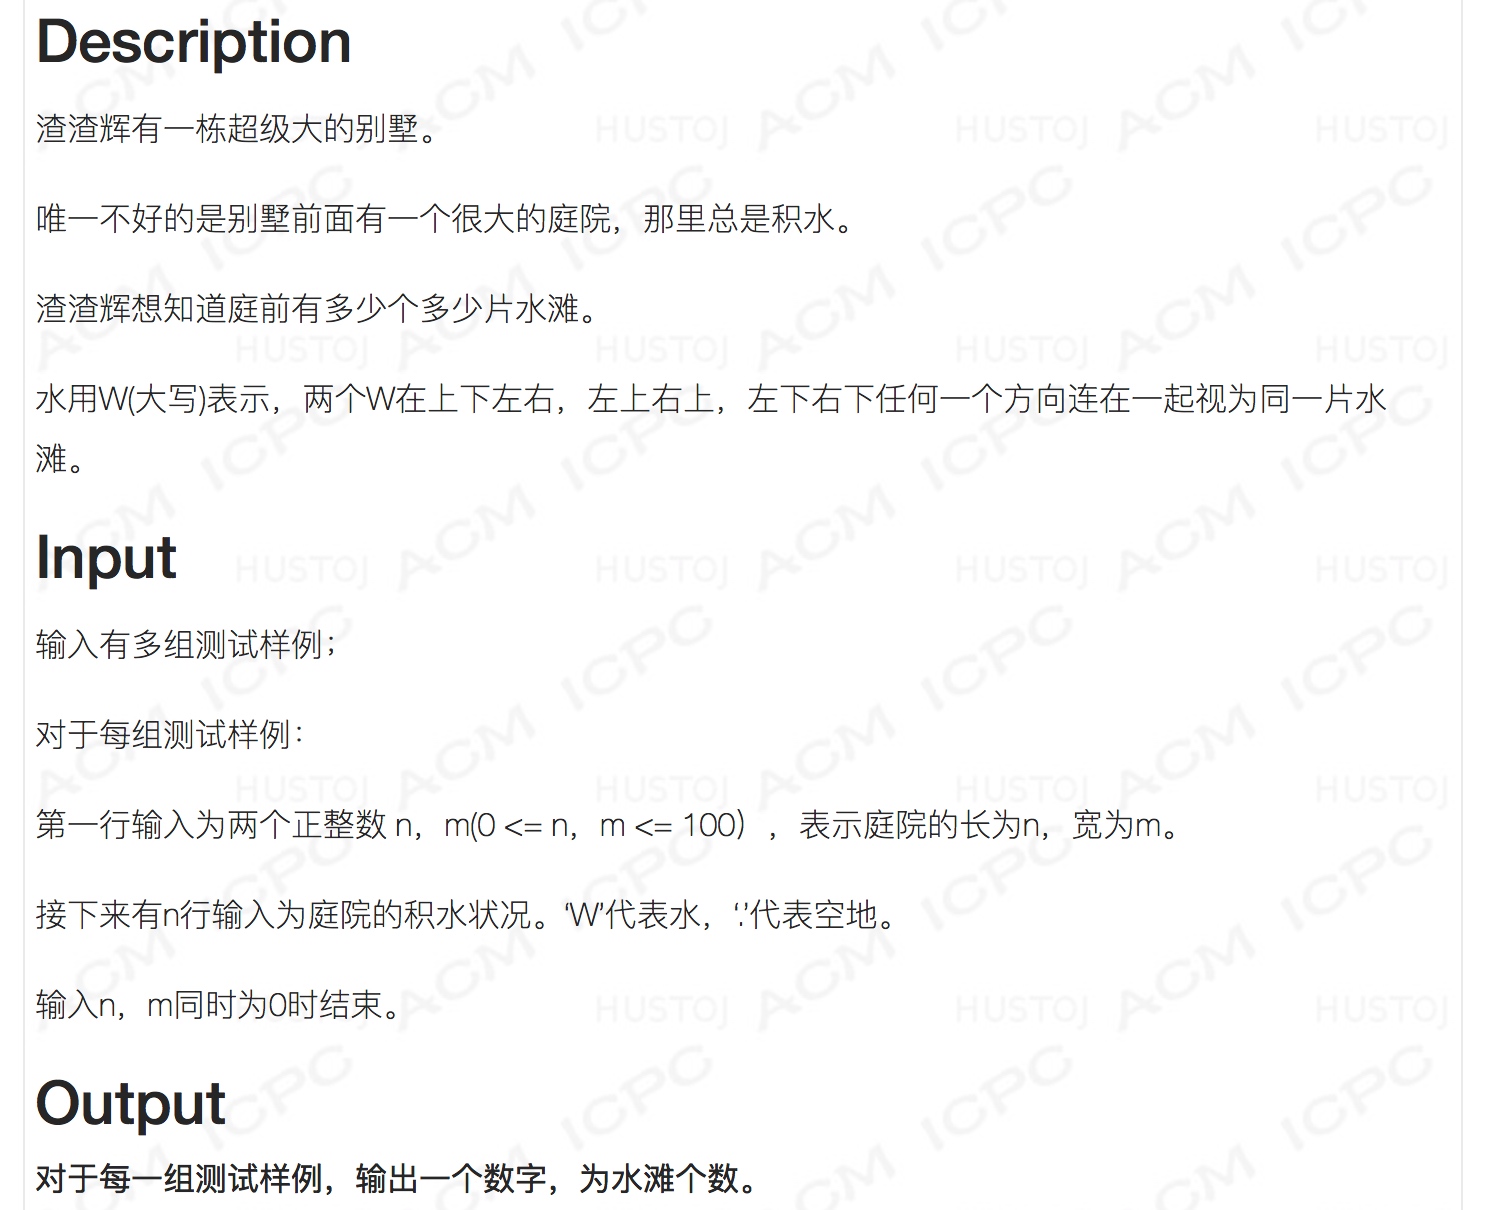 Description
渣渣辉有一栋超级大的别墅。
唯一不好的是别墅前面有一个很大的庭院，那里总是积水。
渣渣辉想知道庭前有多少个多少片水滩。
水用W(大写)表示，两个W在上下左右，左上右上，左下右下任何一个方向连在一起视为同一片水
滩。
Input
输入有多组测试样例；
对于每组测试样例：
第一行输入为两个正整数 n，m(0 <= n，m <= 100），表示庭院的长为n，宽为m。
接下来有n行输入为庭院的积水状况。‘W’代表水，‘.’代表空地。
输入n，m同时为0时结束。
Output
对于每一组测试样例，输出一个数字，为水滩个数。